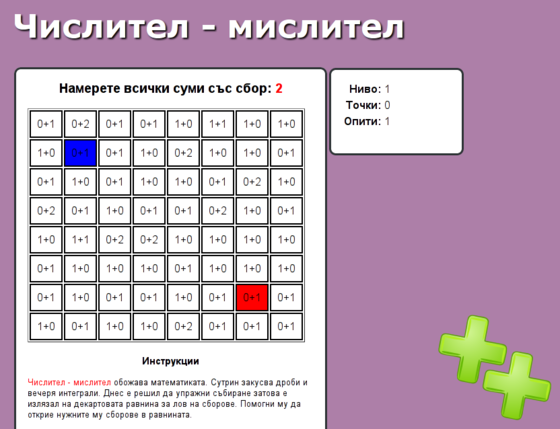 Числител - мислител
Намерете всички суми със сбор: 2
Ниво: 1
Точки: 0
Опити: 1
0+1 0+2 0+1 0+1 1+0 1+1 1+0 1+0
1+0 0+1 0+1 1+0 0+2 1+0 1+0 0+1
0+1 1+0 0+1 1+0 1+0 0+1 0+2 1+0
0+2 0+1 1+0 0+1 0+1 0+2 1+0 0+1
1+0 1+1 0+2 0+2 1+0 1+0 1+0 1+0
0+1 1+0 1+0 1+0 0+1 1+0 1+0 1+0
0+1 1+0 0+1 0+1 1+0 0+1 0+1 0+1
1+0 0+1 1+0 1+0 0+2 0+1 0+1 0+1
Инструкции
Числител - мислител обожава математиката. Сутрин закусва дроби и
вечеря интеграли. Днес е решил да упражни събиране затова е
излязал на декартовата равнина за лов на сборове. Помогни му да
открие нужните му сборове в равнината.